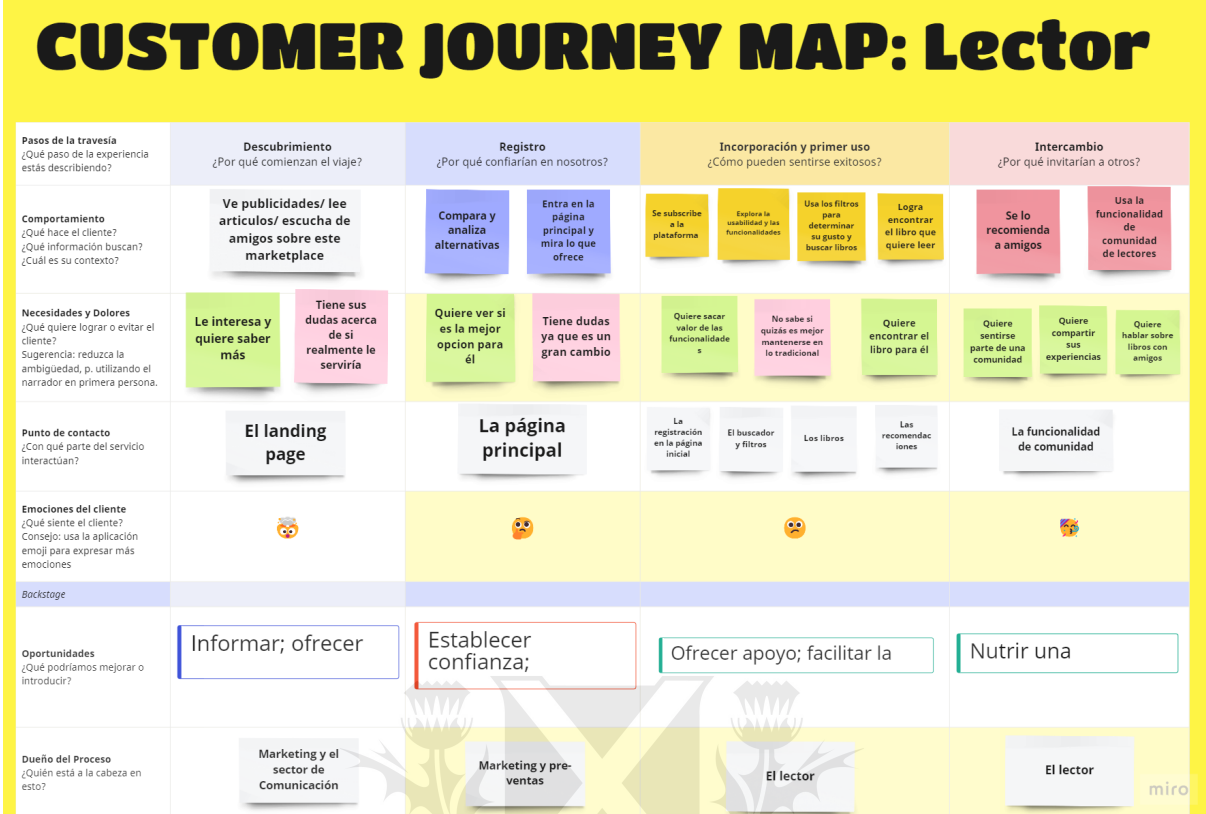 CUSTOMER JOURNEY MAP: Lector
Pasos de la travesía
¿Qué paso de la experiencia
estás describiendo?
Descubrimiento
¿Por qué comienzan el viaje?
Registro
¿Por qué confiarían en nosotros?
Incorporación y primer uso
¿Cómo pueden sentirse exitosos?
Intercambio
¿Por qué invitarían a otros?
Comportamiento
¿Qué hace el cliente?
¿Qué información buscan?
¿Cuál es su contexto?
Ve publicidades/ lee
articulos/ escucha de
amigos sobre este
marketplace
Compara y
analiza
alternativas
Entra en la
página
principal y
mira lo que
ofrece
Se subscribe
a la
plataforma
Explora la
usabilidad y las
funcionalidades
Usa los filtros
para
determinar
su gusto y
buscar libros
Logra
encontrar
el libro que
quiere leer
Se lo
recomienda
a amigos
Usa la
funcionalidad
de
comunidad
de lectores
Necesidades y Dolores
¿Qué quiere lograr o evitar el
cliente?
Sugerencia: reduzca la
ambigüedad, p. utilizando el
narrador en primera persona.
Le interesa y
quiere saber
más
Tiene sus
dudas acerca
de si
realmente le
serviría
Quiere ver si
es la mejor
opcion para
él
Tiene dudas
ya que es un
gran cambio
Quiere sacar
valor de las
funcionalidade
s
No sabe si
quizás es mejor
mantenerse en
lo tradicional
Quiere
encontrar el
libro para él
Quiere
sentirse
parte de una
comunidad
Quiere
compartir
sus
experiencias
Quiere
hablar sobre
libros con
amigos
Punto de contacto
¿Con qué parte del servicio
interactúan?
El landing
page
La página
principal
La
registración
en la página
inicial
El buscador
y filtros
Los libros
Las
recomendac
iones
La funcionalidad
de comunidad
Emociones del cliente
¿Qué siente el cliente?
Consejo: usa la aplicación
emoji para expresar más
emociones
Backstage
Oportunidades
¿Qué podríamos mejorar o
introducir?
Informar; ofrecer
Establecer
confianza;
Ofrecer apoyo; facilitar la
Nutrir una
Dueño del Proceso
¿Quién está a la cabeza en
esto?
Marketing y el
sector de
Comunicación
Marketing y pre-
ventas
El lector
El lector
miro